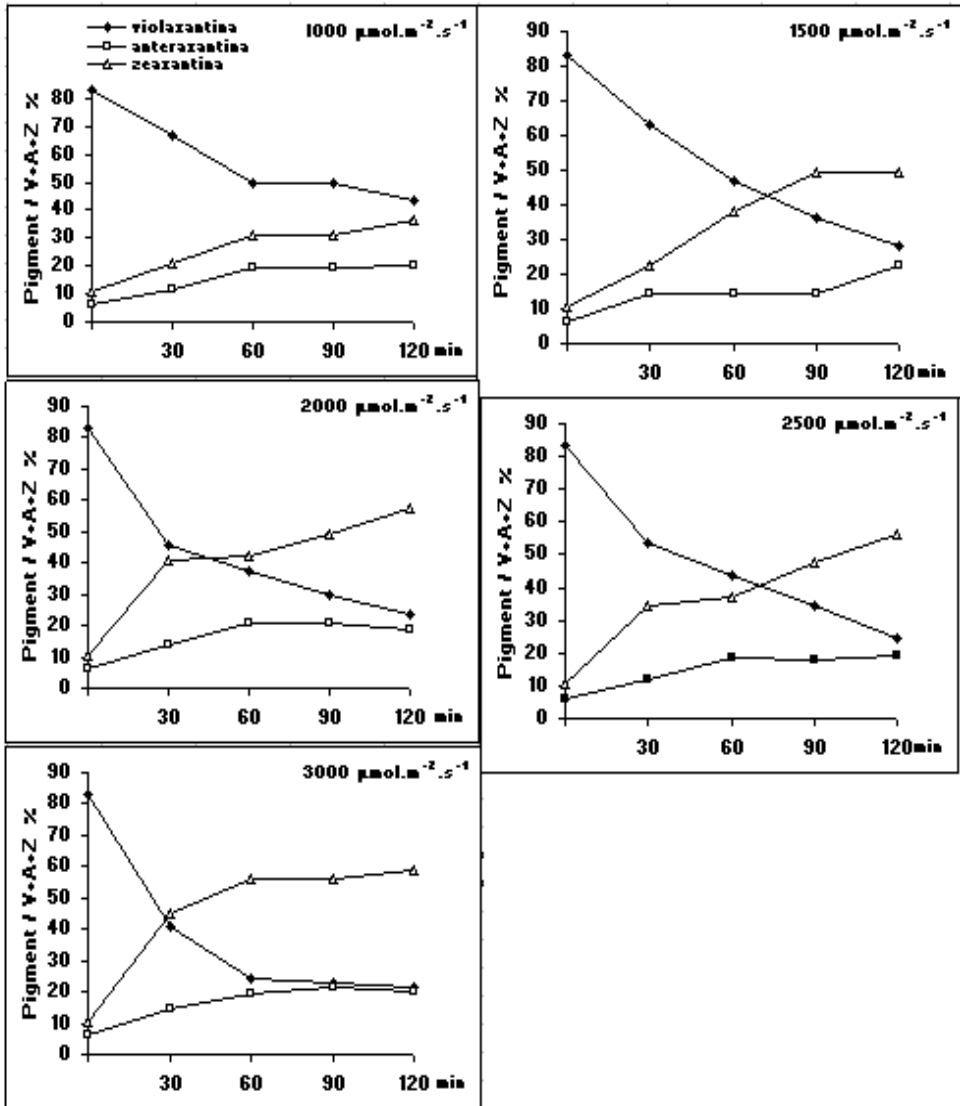 violaxantina
anteraxantina
zeaxantina
1000 µmol.m⁻².s⁻¹
Pigment / V+A+Z %
80
70
60
50
40
30
20
10
0
30 60 90 120 min
1500 µmol.m⁻².s⁻¹
Pigment / V+A+Z %
90
80
70
60
50
40
30
20
10
0
30 60 90 120 min
2000 µmol.m⁻².s⁻¹
Pigment / V+A+Z %
90
80
70
60
50
40
30
20
10
0
30 60 90 120 min
2500 µmol.m⁻².s⁻¹
Pigment / V+A+Z %
90
80
70
60
50
40
30
20
10
0
30 60 90 120min
3000 µmol.m⁻².s⁻¹
Pigment / V+A+Z %
90
80
70
60
50
40
30
20
10
0
30 60 90 120 min